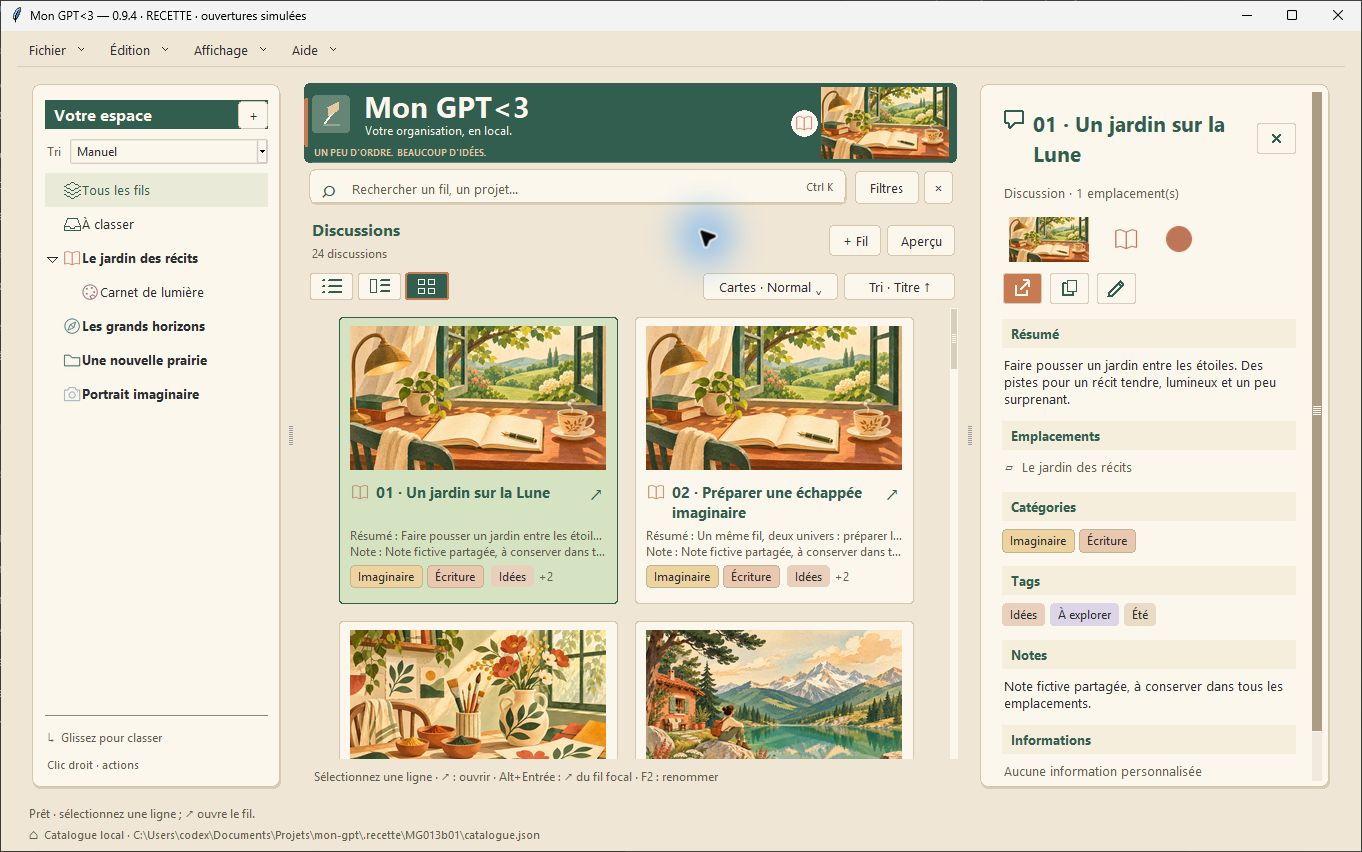 Mon GPT<3 — 0.9.4 · RECETTE · ouvertures simulées
Fichier Édition Affichage Aide
Votre espace +
Tri Manuel
Tous les fils
À classer
Le jardin des récits
Carnet de lumière
Les grands horizons
Une nouvelle prairie
Portrait imaginaire
↳ Glissez pour classer
Clic droit · actions
Mon GPT<3
Votre organisation, en local.
UN PEU D'ORDRE. BEAUCOUP D'IDÉES.
Rechercher un fil, un projet... Ctrl K Filtres ×
Discussions
24 discussions
+ Fil Aperçu
Cartes · Normal Tri · Titre ↑
01 · Un jardin sur la Lune ↗
Résumé : Faire pousser un jardin entre les étoil...
Note : Note fictive partagée, à conserver dans t...
Imaginaire Écriture Idées +2
02 · Préparer une échappée imaginaire ↗
Résumé : Un même fil, deux univers : préparer l...
Note : Note fictive partagée, à conserver dans t...
Imaginaire Écriture Idées +2
Sélectionnez une ligne · ↗ : ouvrir · Alt+Entrée : ↗ du fil focal · F2 : renommer
01 · Un jardin sur la
Lune
×
Discussion · 1 emplacement(s)
Résumé
Faire pousser un jardin entre les étoiles. Des
pistes pour un récit tendre, lumineux et un peu
surprenant.
Emplacements
▱ Le jardin des récits
Catégories
Imaginaire Écriture
Tags
Idées À explorer Été
Notes
Note fictive partagée, à conserver dans tous les
emplacements.
Informations
Aucune information personnalisée
Prêt · sélectionnez une ligne ; ↗ ouvre le fil.
⌂ Catalogue local · C:\Users\codex\Documents\Projets\mon-gpt\.recette\MG013b01\catalogue.json